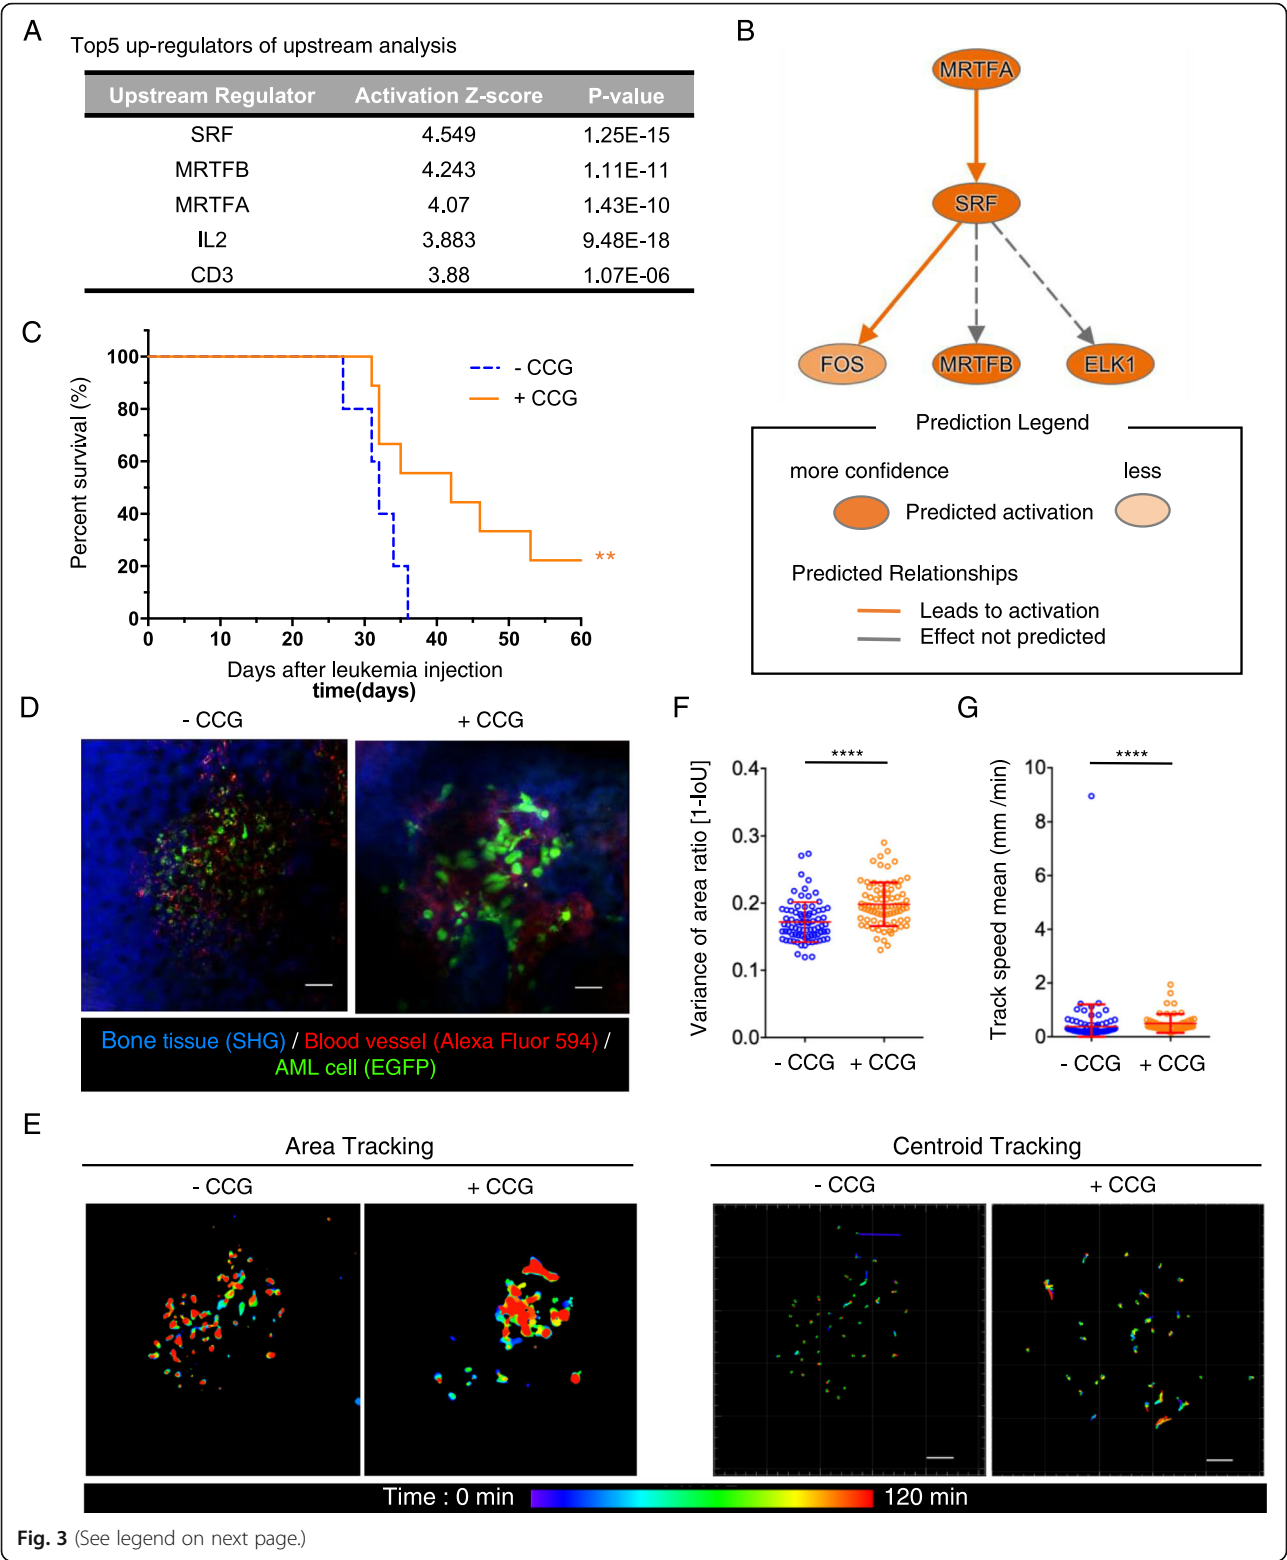 A
Top5 up-regulators of upstream analysis
Upstream Regulator Activation Z-score P-value
SRF 4.549 1.25E-15
MRTFB 4.243 1.11E-11
MRTFA 4.07 1.43E-10
IL2 3.883 9.48E-18
CD3 3.88 1.07E-06
B
MRTFA
SRF
FOS MRTFB ELK1
Prediction Legend
more confidence less
Predicted activation
Predicted Relationships
Leads to activation
Effect not predicted
C
Percent survival (%)
100
80
60
40
20
0
0 10 20 30 40 50 60
- CCG
+ CCG
**
Days after leukemia injection
time(days)
D
- CCG + CCG
Bone tissue (SHG) / Blood vessel (Alexa Fluor 594) /
AML cell (EGFP)
F
Variance of area ratio [1-IoU]
****
0.4
0.3
0.2
0.1
0.0
- CCG + CCG
G
Track speed mean (mm /min)
****
10
8
6
4
2
0
- CCG + CCG
E
Area Tracking Centroid Tracking
- CCG + CCG - CCG + CCG
Time : 0 min 120 min
Fig. 3 (See legend on next page.)